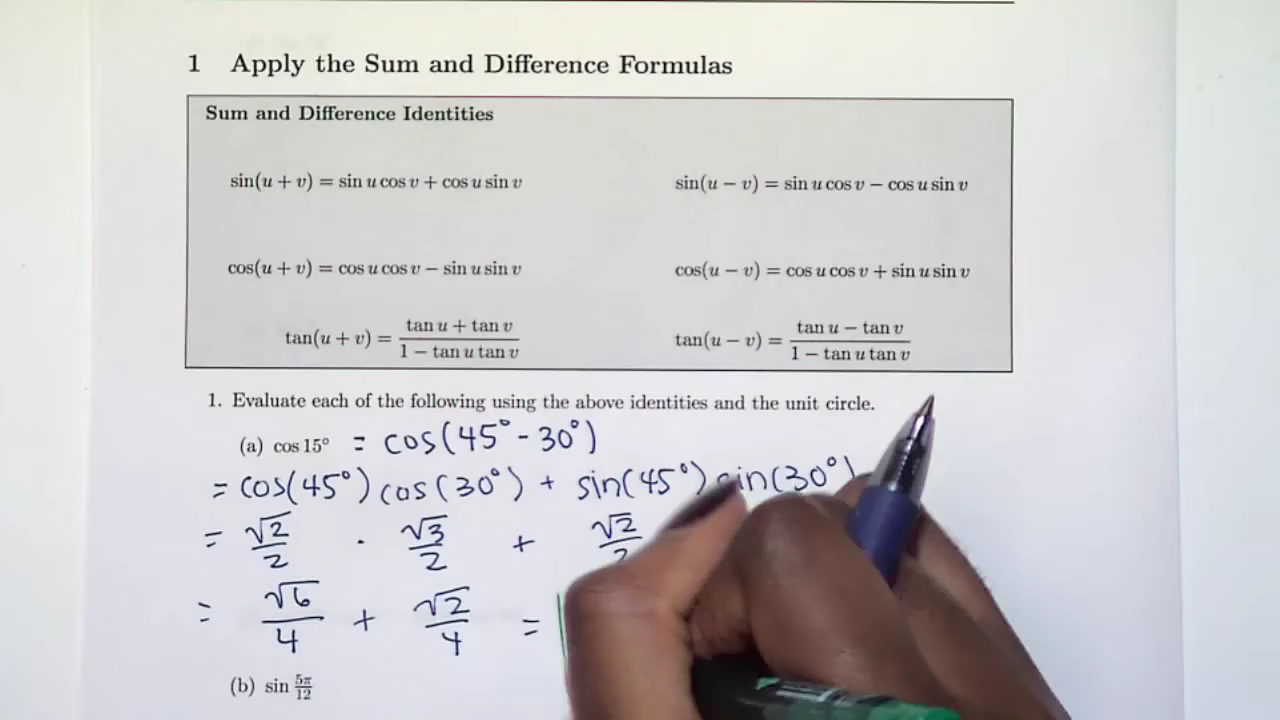 1 Apply the Sum and Difference Formulas
Sum and Difference Identities
sin(u + v) = sin u cos v + cos u sin v
sin(u − v) = sin u cos v − cos u sin v
cos(u + v) = cos u cos v − sin u sin v
cos(u − v) = cos u cos v + sin u sin v
tan(u + v) = (tan u + tan v)/(1 − tan u tan v)
tan(u − v) = (tan u − tan v)/(1 − tan u tan v)
1. Evaluate each of the following using the above identities and the unit circle.
(a) cos 15° = cos(45° - 30°)
= cos(45°) cos(30°) + sin(45°) sin(30°)
= √2/2 · √3/2 + √2/2
= √6/4 + √2/4 =
(b) sin 5π/12